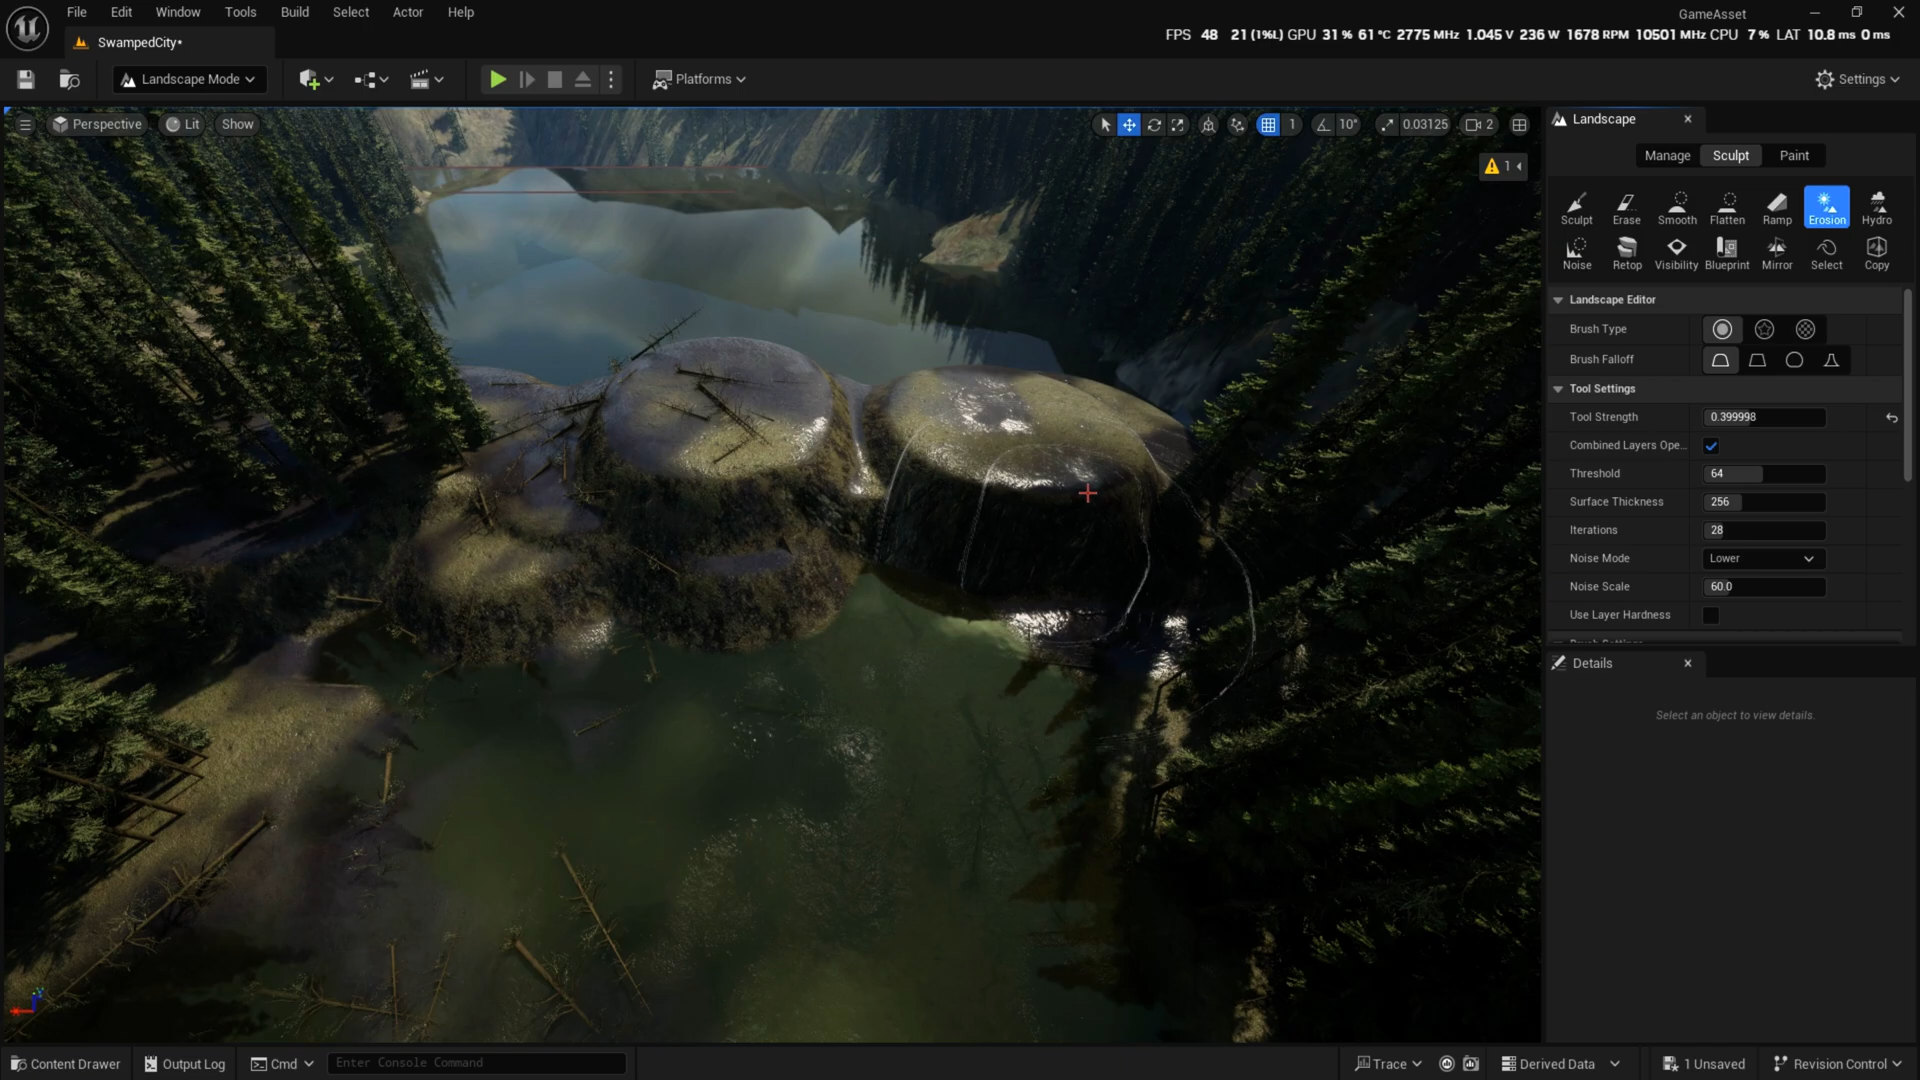 File Edit Window Tools Build Select Actor Help
GameAsset
SwampedCity•
FPS 48 21 (1%L) GPU 31 % 61 °C 2775 MHz 1.045 V 236 W 1678 RPM 10501 MHz CPU 7 % LAT 10.8 ms 0 ms
Landscape Mode
Platforms
Settings
Perspective Lit Show
1 10° 0.03125 2
1
Landscape
Manage Sculpt Paint
Sculpt Erase Smooth Flatten Ramp Erosion Hydro
Noise Retop Visibility Blueprint Mirror Select Copy
Landscape Editor
Brush Type
Brush Falloff
Tool Settings
Tool Strength 0.399998
Combined Layers Ope...
Threshold 64
Surface Thickness 256
Iterations 28
Noise Mode Lower
Noise Scale 60.0
Use Layer Hardness
Details
Select an object to view details.
Content Drawer Output Log Cmd Enter Console Command
Trace Derived Data 1 Unsaved Revision Control